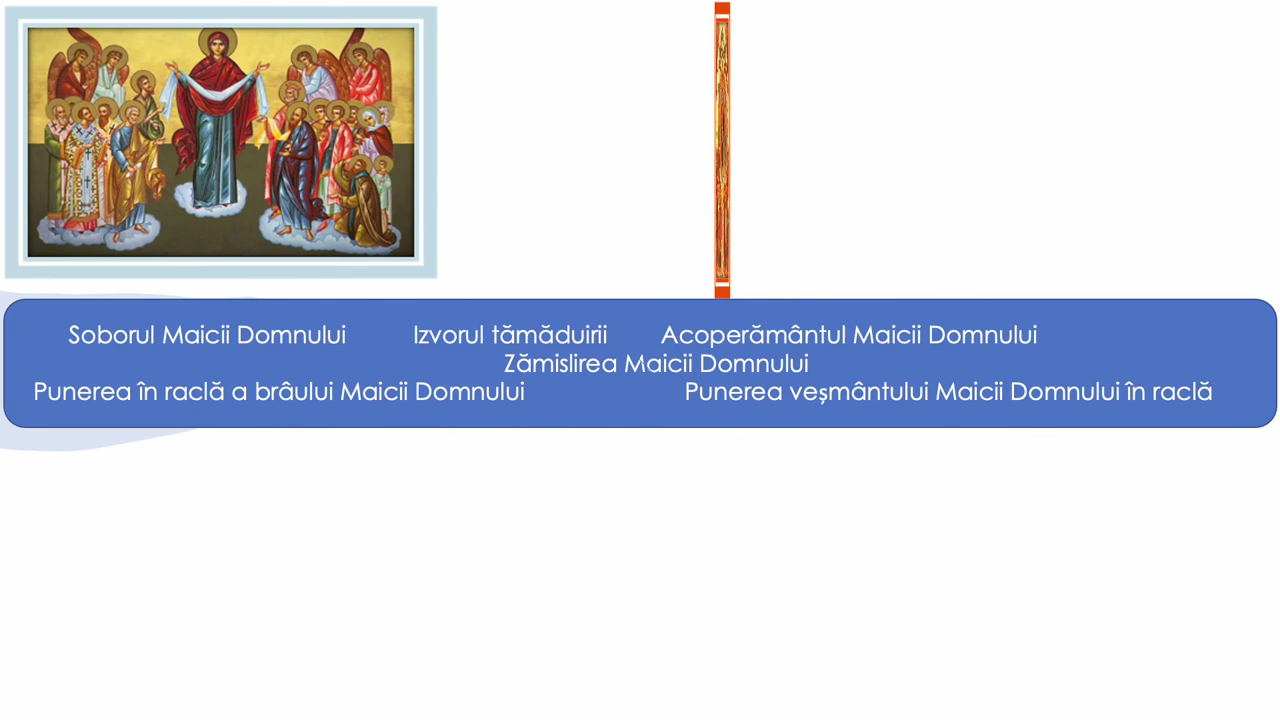 Soborul Maicii Domnului Izvorul tămăduirii Acoperământul Maicii Domnului
Zămislirea Maicii Domnului
Punerea în raclă a brâului Maicii Domnului Punerea veșmântului Maicii Domnului în raclă